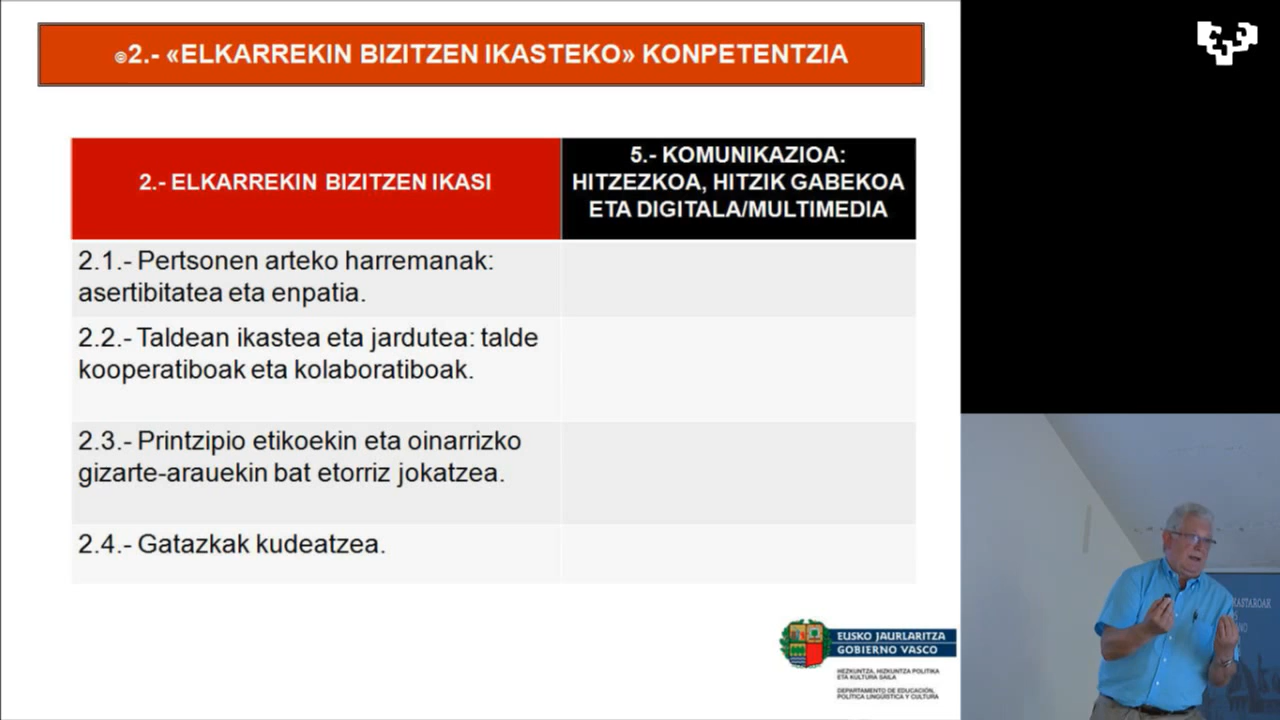 2.- «ELKARREKIN BIZITZEN IKASTEKO» KONPETENTZIA
2.- ELKARREKIN BIZITZEN IKASI
5.- KOMUNIKAZIOA:
HITZEZKOA, HITZIK GABEKOA
ETA DIGITALA/MULTIMEDIA
2.1.- Pertsonen arteko harremanak:
asertibitatea eta enpatia.
2.2.- Taldean ikastea eta jardutea: talde
kooperatiboak eta kolaboratiboak.
2.3.- Printzipio etikoekin eta oinarrizko
gizarte-arauekin bat etorriz jokatzea.
2.4.- Gatazkak kudeatzea.
EUSKO JAURLARITZA
GOBIERNO VASCO
HEZKUNTZA, HIZKUNTZA POLITIKA
ETA KULTURA SAILA
DEPARTAMENTO DE EDUCACIÓN,
POLÍTICA LINGÜÍSTICA Y CULTURA